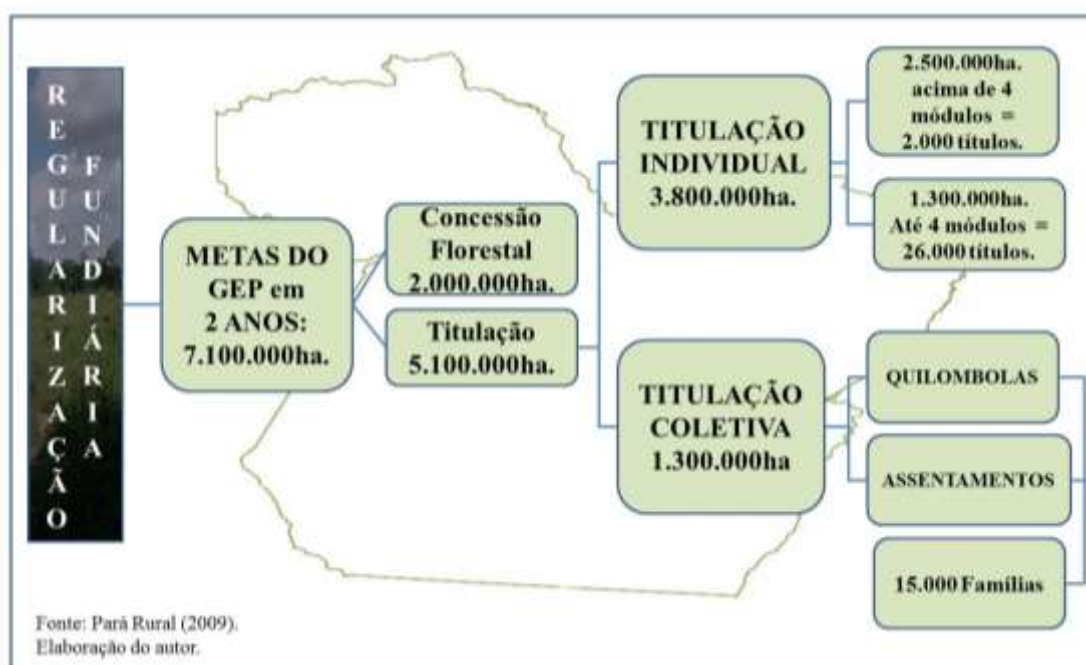 REGULARIZAÇÃO
FUNDIÁRIA
METAS DO
GEP em
2 ANOS:
7.100.000ha.
Concessão
Florestal
2.000.000ha.
Titulação
5.100.000ha.
TITULAÇÃO
INDIVIDUAL
3.800.000ha.
2.500.000ha.
acima de 4
módulos =
2.000 títulos.
1.300.000ha.
Até 4 módulos =
26.000 títulos.
TITULAÇÃO
COLETIVA
1.300.000ha
QUILOMBOLAS
ASSENTAMENTOS
15.000 Famílias
Fonte: Pará Rural (2009).
Elaboração do autor.